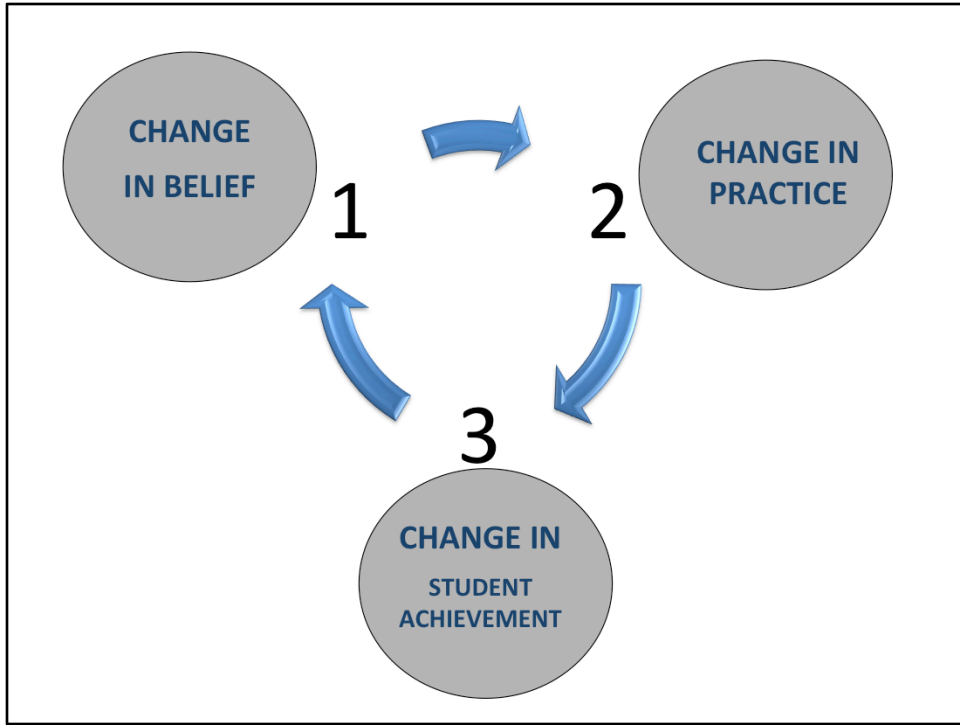 CHANGE
IN BELIEF
1
2
CHANGE IN
PRACTICE
3
CHANGE IN
STUDENT
ACHIEVEMENT